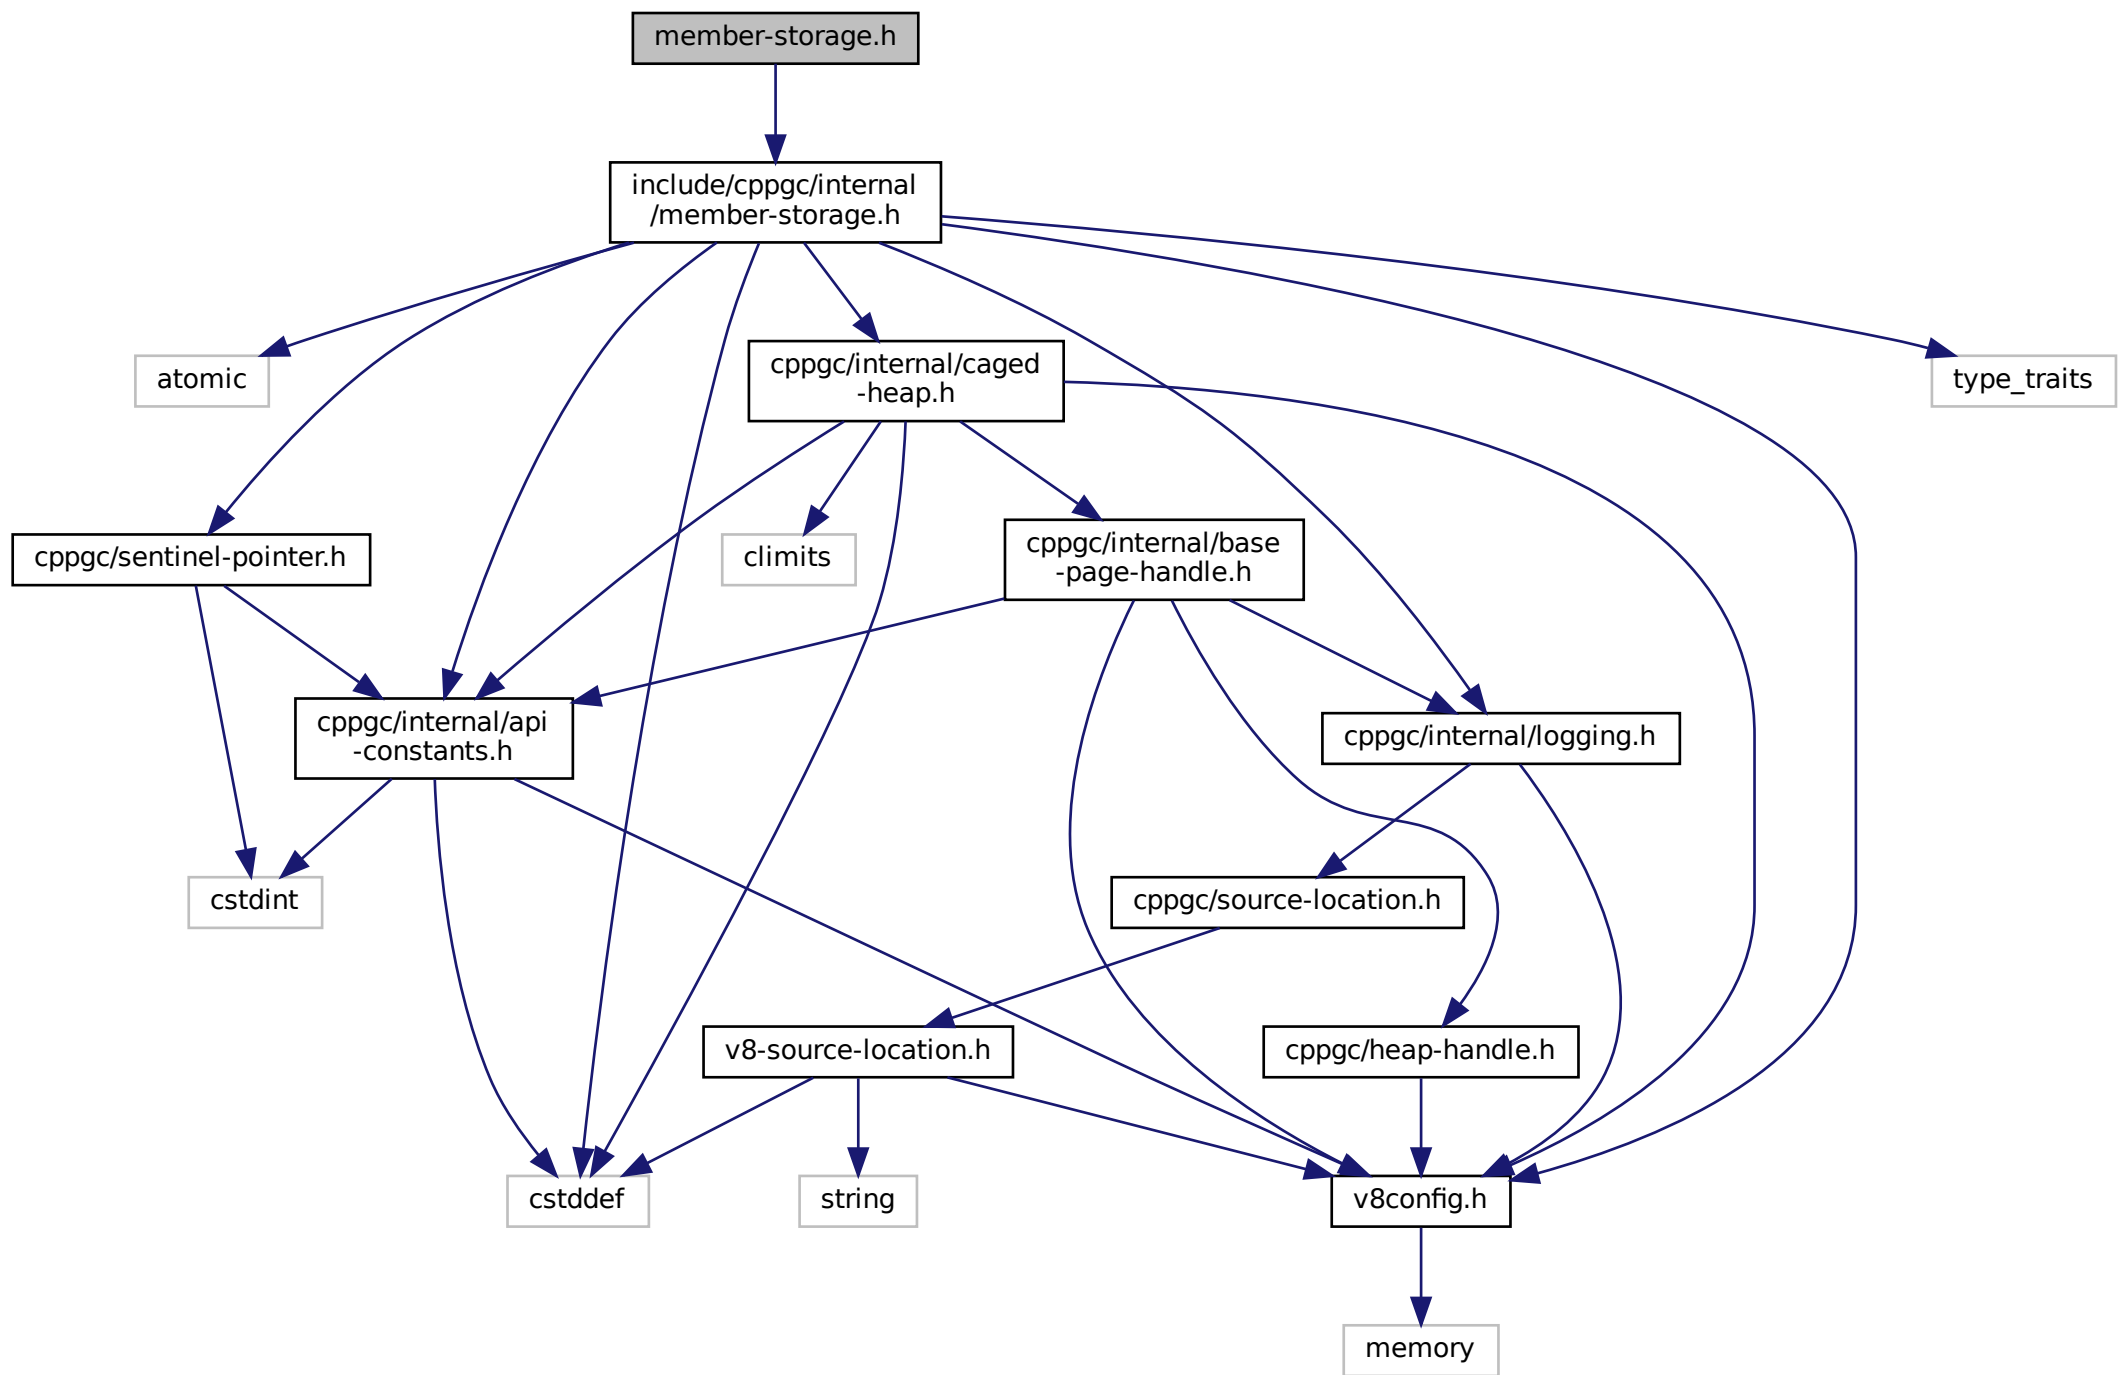 member-storage.h
include/cppgc/internal
/member-storage.h
atomic
cppgc/internal/caged
-heap.h
type_traits
cppgc/sentinel-pointer.h
climits
cppgc/internal/base
-page-handle.h
cppgc/internal/api
-constants.h
cppgc/internal/logging.h
cstdint
cppgc/source-location.h
v8-source-location.h
cppgc/heap-handle.h
cstddef
string
v8config.h
memory